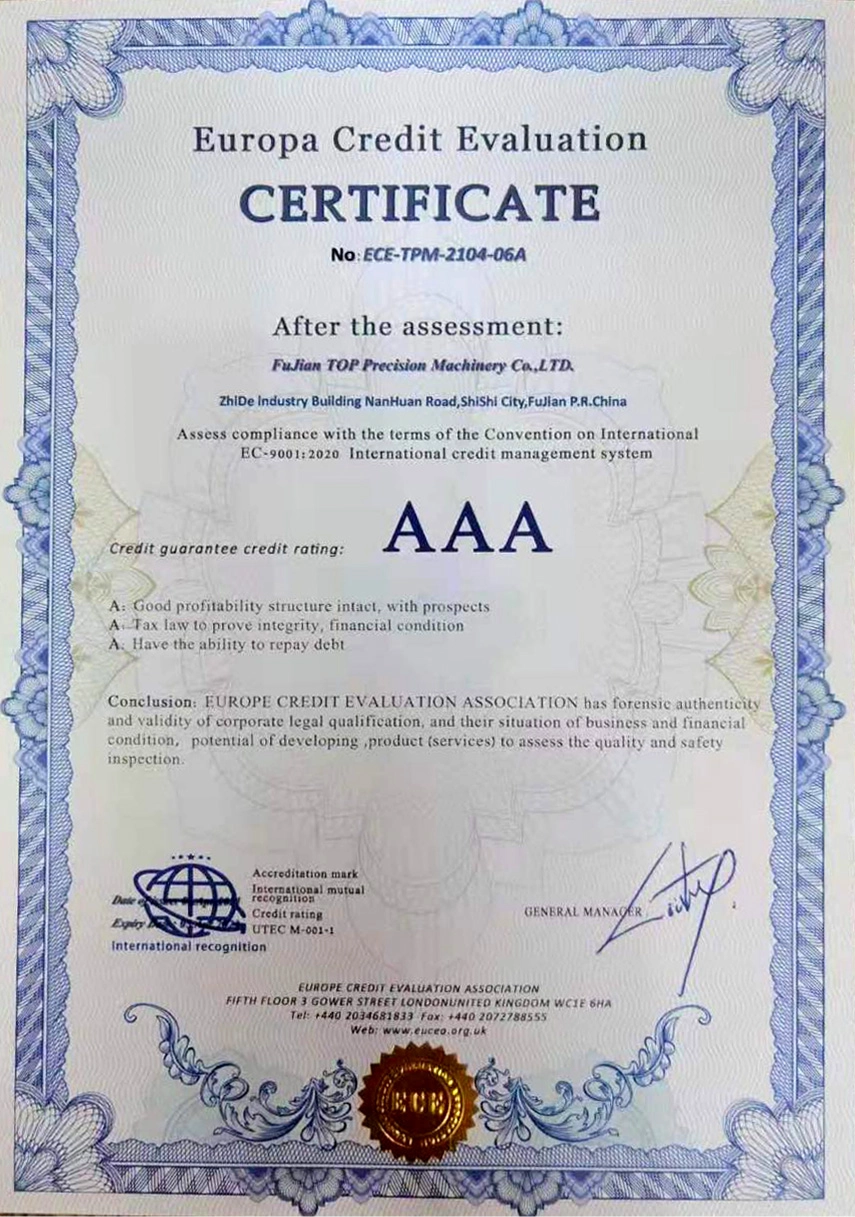 Europa Credit Evaluation
CERTIFICATE
No: ECE-TPM-2104-06A
After the assessment:
FuJian TOP Precision Machinery Co.,LTD.
ZhiDe Industry Building NanHuan Road,ShiShi City,FuJian P.R.China
Assess compliance with the terms of the Convention on International
EC-9001:2020 International credit management system
Credit guarantee credit rating: AAA
A: Good profitability structure intact, with prospects
A: Tax law to prove integrity, financial condition
A: Have the ability to repay debt
Conclusion: EUROPE CREDIT EVALUATION ASSOCIATION has forensic authenticity
and validity of corporate legal qualification, and their situation of business and financial
condition, potential of developing ,product (services) to assess the quality and safety
inspection.
Accreditation mark
International mutual
recognition
Credit rating
UTEC M-001-1
Date
Expiry
International recognition
GENERAL MANAGER
EUROPE CREDIT EVALUATION ASSOCIATION
FIFTH FLOOR 3 GOWER STREET LONDONUNITED KINGDOM WC1E 6HA
Tel: +440 2034681833 Fax: +440 2072788555
Web: www.eucea.org.uk
ECE